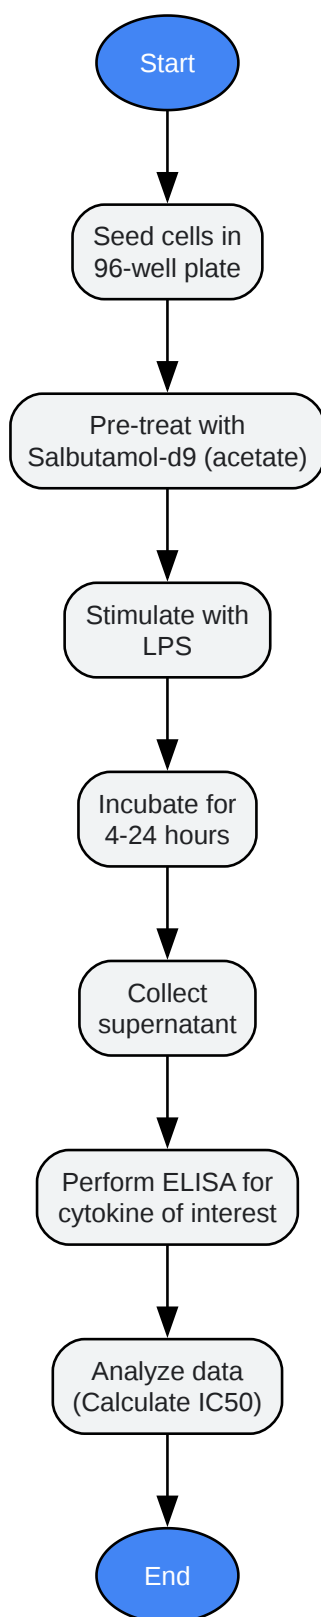 Start
Seed cells in
96-well plate
Pre-treat with
Salbutamol-d9 (acetate)
Stimulate with
LPS
Incubate for
4-24 hours
Collect
supernatant
Perform ELISA for
cytokine of interest
Analyze data
(Calculate IC50)
End